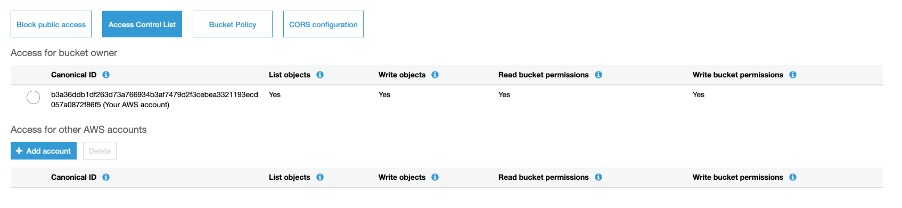 Block public access Access Control List Bucket Policy CORS configuration
Access for bucket owner
Canonical ID List objects Write objects Read bucket permissions Write bucket permissions
b3a36ddb1df263d73a766934b3af7479d2f3cebea3321193ecd Yes Yes Yes Yes
057a0872f86f5 (Your AWS account)
Access for other AWS accounts
+ Add account Delete
Canonical ID List objects Write objects Read bucket permissions Write bucket permissions